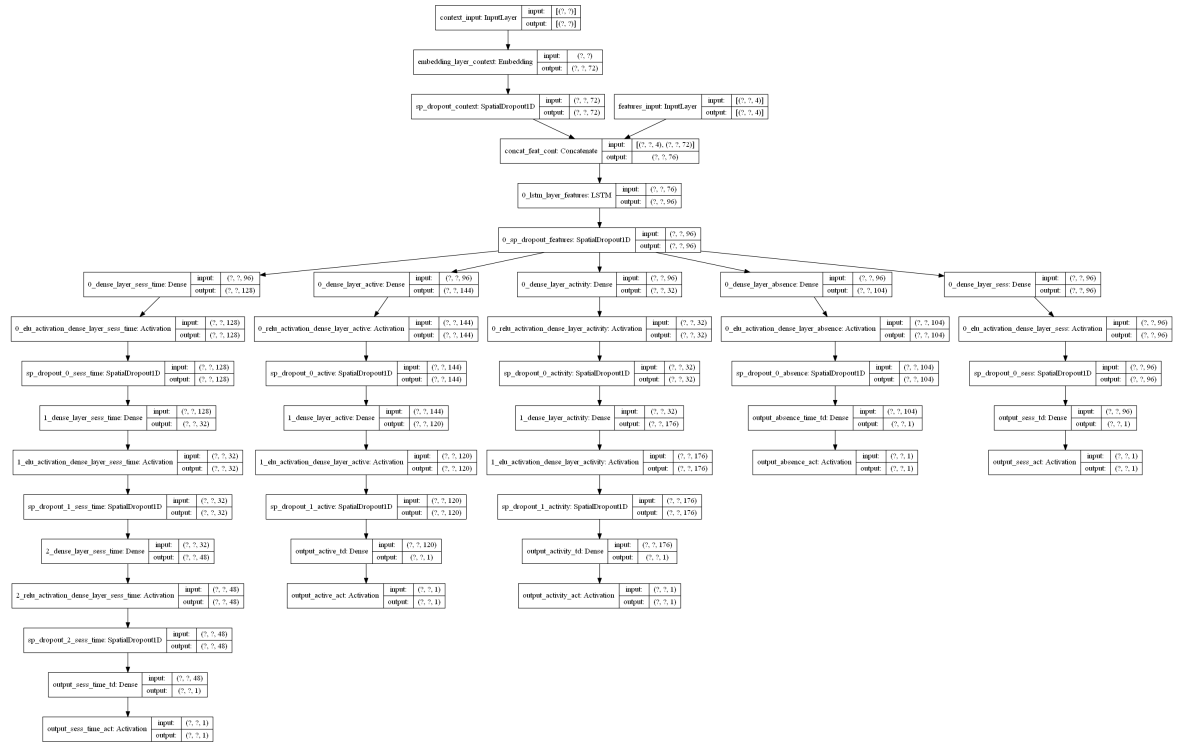 context_input: InputLayer
input: [(?, ?)]
output: [(?, ?)]
embedding_layer_context: Embedding
input: (?, ?)
output: (?, ?, 72)
sp_dropout_context: SpatialDropout1D
input: (?, ?, 72)
output: (?, ?, 72)
features_input: InputLayer
input: [(?, ?, 4)]
output: [(?, ?, 4)]
concat_feat_cont: Concatenate
input: [(?, ?, 4), (?, ?, 72)]
output: (?, ?, 76)
0_lstm_layer_features: LSTM
input: (?, ?, 76)
output: (?, ?, 96)
0_sp_dropout_features: SpatialDropout1D
input: (?, ?, 96)
output: (?, ?, 96)
0_dense_layer_sess_time: Dense
input: (?, ?, 96)
output: (?, ?, 128)
0_dense_layer_active: Dense
input: (?, ?, 96)
output: (?, ?, 144)
0_dense_layer_activity: Dense
input: (?, ?, 96)
output: (?, ?, 32)
0_dense_layer_absence: Dense
input: (?, ?, 96)
output: (?, ?, 104)
0_dense_layer_sess: Dense
input: (?, ?, 96)
output: (?, ?, 96)
0_elu_activation_dense_layer_sess_time: Activation
input: (?, ?, 128)
output: (?, ?, 128)
0_relu_activation_dense_layer_active: Activation
input: (?, ?, 144)
output: (?, ?, 144)
0_relu_activation_dense_layer_activity: Activation
input: (?, ?, 32)
output: (?, ?, 32)
0_elu_activation_dense_layer_absence: Activation
input: (?, ?, 104)
output: (?, ?, 104)
0_elu_activation_dense_layer_sess: Activation
input: (?, ?, 96)
output: (?, ?, 96)
sp_dropout_0_sess_time: SpatialDropout1D
input: (?, ?, 128)
output: (?, ?, 128)
sp_dropout_0_active: SpatialDropout1D
input: (?, ?, 144)
output: (?, ?, 144)
sp_dropout_0_activity: SpatialDropout1D
input: (?, ?, 32)
output: (?, ?, 32)
sp_dropout_0_absence: SpatialDropout1D
input: (?, ?, 104)
output: (?, ?, 104)
sp_dropout_0_sess: SpatialDropout1D
input: (?, ?, 96)
output: (?, ?, 96)
1_dense_layer_sess_time: Dense
input: (?, ?, 128)
output: (?, ?, 32)
1_dense_layer_active: Dense
input: (?, ?, 144)
output: (?, ?, 120)
1_dense_layer_activity: Dense
input: (?, ?, 32)
output: (?, ?, 176)
output_absence_time_td: Dense
input: (?, ?, 104)
output: (?, ?, 1)
output_sess_td: Dense
input: (?, ?, 96)
output: (?, ?, 1)
1_elu_activation_dense_layer_sess_time: Activation
input: (?, ?, 32)
output: (?, ?, 32)
1_elu_activation_dense_layer_active: Activation
input: (?, ?, 120)
output: (?, ?, 120)
1_elu_activation_dense_layer_activity: Activation
input: (?, ?, 176)
output: (?, ?, 176)
output_absence_act: Activation
input: (?, ?, 1)
output: (?, ?, 1)
output_sess_act: Activation
input: (?, ?, 1)
output: (?, ?, 1)
sp_dropout_1_sess_time: SpatialDropout1D
input: (?, ?, 32)
output: (?, ?, 32)
sp_dropout_1_active: SpatialDropout1D
input: (?, ?, 120)
output: (?, ?, 120)
sp_dropout_1_activity: SpatialDropout1D
input: (?, ?, 176)
output: (?, ?, 176)
2_dense_layer_sess_time: Dense
input: (?, ?, 32)
output: (?, ?, 48)
output_active_td: Dense
input: (?, ?, 120)
output: (?, ?, 1)
output_activity_td: Dense
input: (?, ?, 176)
output: (?, ?, 1)
2_relu_activation_dense_layer_sess_time: Activation
input: (?, ?, 48)
output: (?, ?, 48)
output_active_act: Activation
input: (?, ?, 1)
output: (?, ?, 1)
output_activity_act: Activation
input: (?, ?, 1)
output: (?, ?, 1)
sp_dropout_2_sess_time: SpatialDropout1D
input: (?, ?, 48)
output: (?, ?, 48)
output_sess_time_td: Dense
input: (?, ?, 48)
output: (?, ?, 1)
output_sess_time_act: Activation
input: (?, ?, 1)
output: (?, ?, 1)